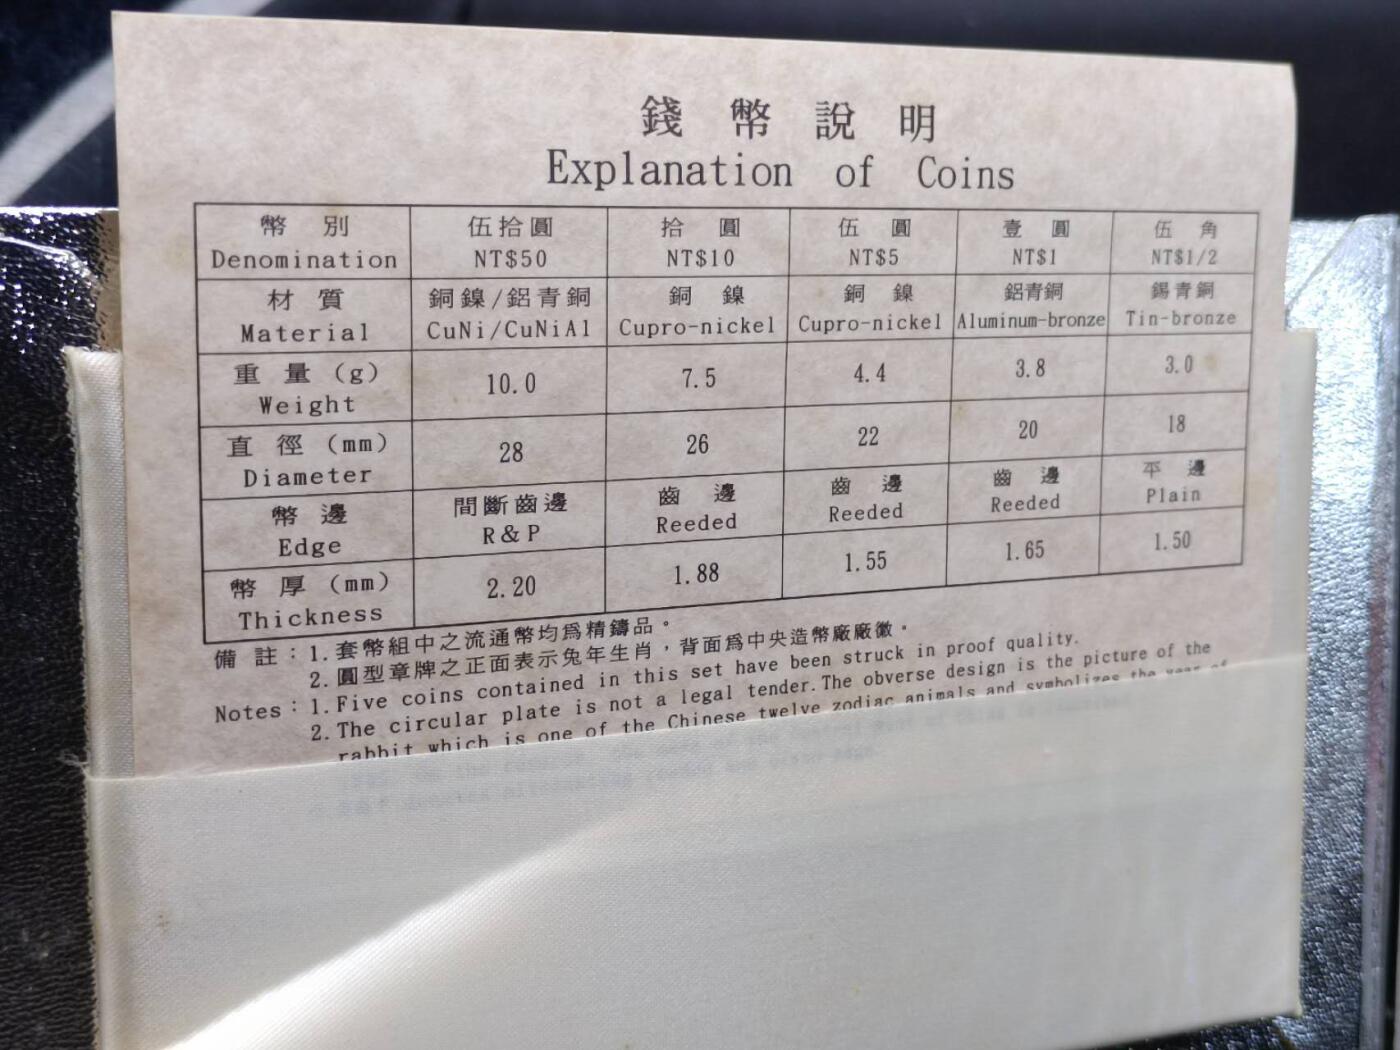 錢幣說明
Explanation of Coins
幣別 伍拾圓 拾圓 伍圓 壹圓 伍角
Denomination NT$50 NT$10 NT$5 NT$1 NT$1/2
材質 銅鎳/鋁青銅 銅鎳 銅鎳 鋁青銅 錫青銅
Material CuNi/CuNiAl Cupro-nickel Cupro-nickel Aluminum-bronze Tin-bronze
重量(g) 10.0 7.5 4.4 3.8 3.0
Weight
直徑(mm) 28 26 22 20 18
Diameter
幣邊 間斷齒邊 齒邊 齒邊 齒邊 平邊
Edge R&P Reeded Reeded Reeded Plain
幣厚(mm) 2.20 1.88 1.55 1.65 1.50
Thickness
備註:1.套幣組中之流通幣均為精鑄品。
2.圓型章牌之正面表示兔年生肖,背面為中央造幣廠廠徽。
Notes:1.Five coins contained in this set have been struck in proof quality.
2.The circular plate is not a legal tender.The obverse design is the picture of the
rabbit which is one of the Chinese twelve zodiac animals and symbolizes the year of